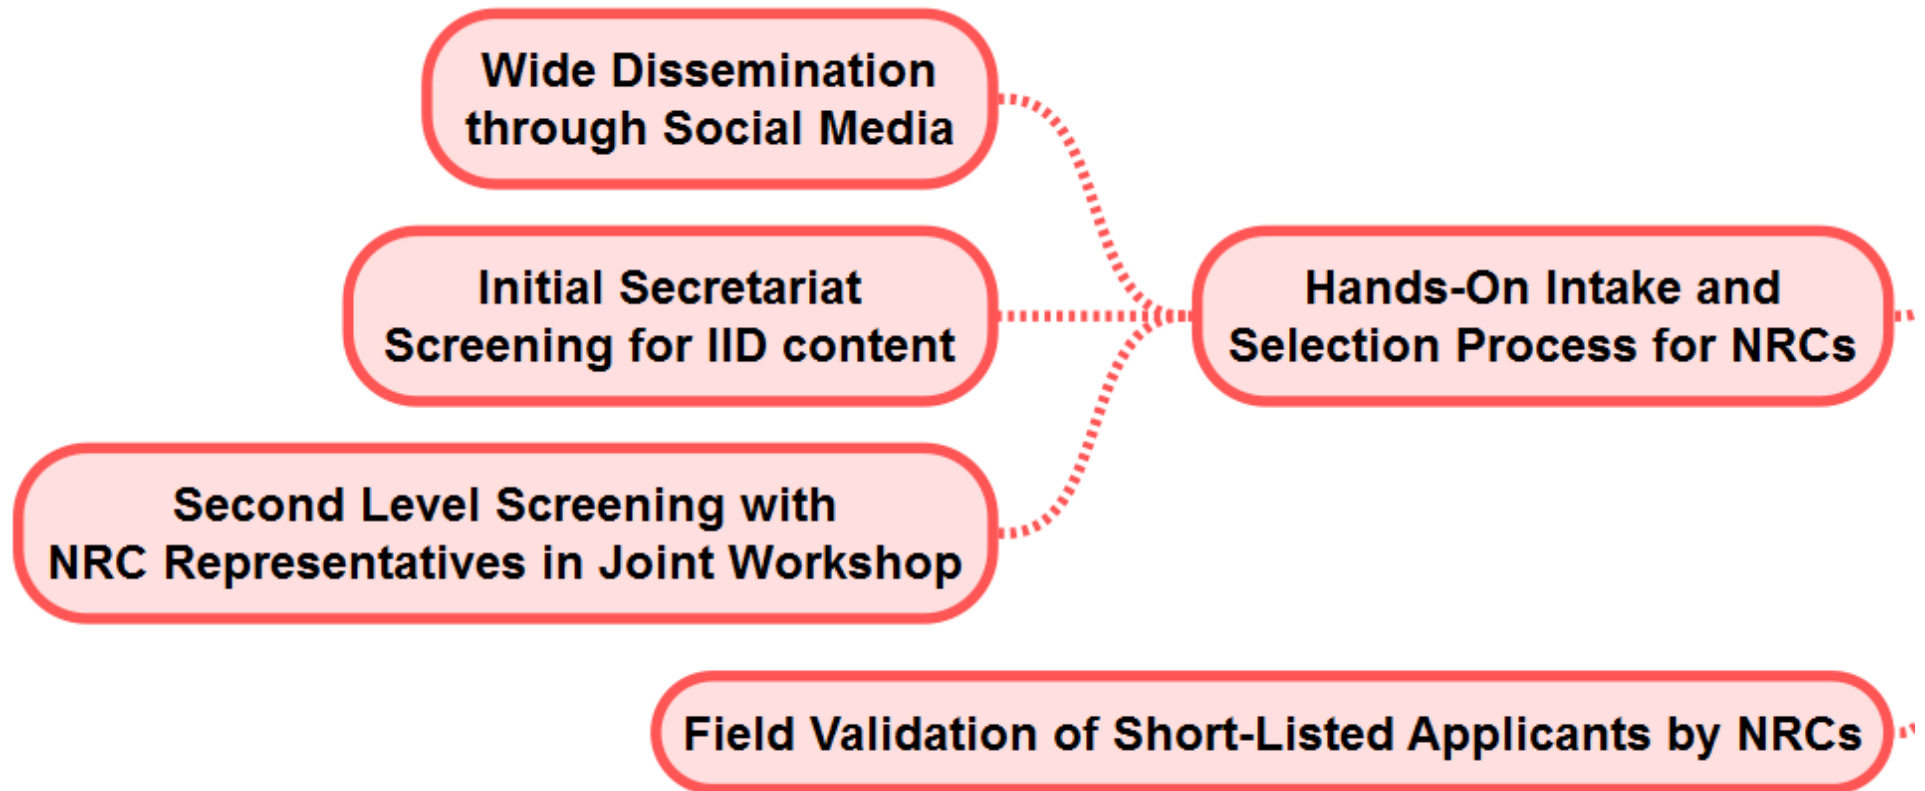 Wide Dissemination
through Social Media
Initial Secretariat
Screening for IID content
Hands-On Intake and
Selection Process for NRCs
Second Level Screening with
NRC Representatives in Joint Workshop
Field Validation of Short-Listed Applicants by NRCs